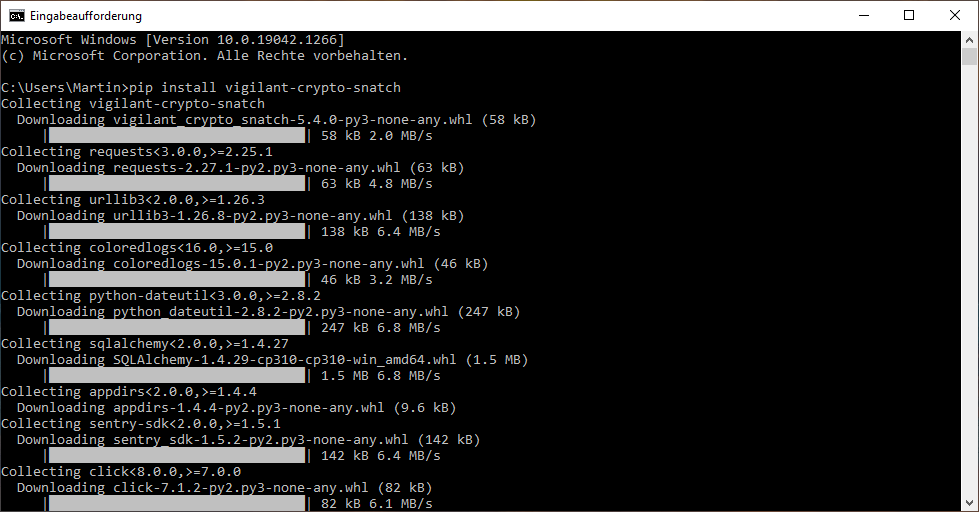 Eingabeaufforderung
Microsoft Windows [Version 10.0.19042.1266]
(c) Microsoft Corporation. Alle Rechte vorbehalten.
C:\Users\Martin>pip install vigilant-crypto-snatch
Collecting vigilant-crypto-snatch
Downloading vigilant_crypto_snatch-5.4.0-py3-none-any.whl (58 kB)
| | 58 kB 2.0 MB/s
Collecting requests<3.0.0,>=2.25.1
Downloading requests-2.27.1-py2.py3-none-any.whl (63 kB)
| | 63 kB 4.8 MB/s
Collecting urllib3<2.0.0,>=1.26.3
Downloading urllib3-1.26.8-py2.py3-none-any.whl (138 kB)
| | 138 kB 6.4 MB/s
Collecting coloredlogs<16.0,>=15.0
Downloading coloredlogs-15.0.1-py2.py3-none-any.whl (46 kB)
| | 46 kB 3.2 MB/s
Collecting python-dateutil<3.0.0,>=2.8.2
Downloading python_dateutil-2.8.2-py2.py3-none-any.whl (247 kB)
| | 247 kB 6.8 MB/s
Collecting sqlalchemy<2.0.0,>=1.4.27
Downloading SQLAlchemy-1.4.29-cp310-cp310-win_amd64.whl (1.5 MB)
| | 1.5 MB 6.8 MB/s
Collecting appdirs<2.0.0,>=1.4.4
Downloading appdirs-1.4.4-py2.py3-none-any.whl (9.6 kB)
Collecting sentry-sdk<2.0.0,>=1.5.1
Downloading sentry_sdk-1.5.2-py2.py3-none-any.whl (142 kB)
| | 142 kB 6.4 MB/s
Collecting click<8.0.0,>=7.0.0
Downloading click-7.1.2-py2.py3-none-any.whl (82 kB)
| | 82 kB 6.1 MB/s